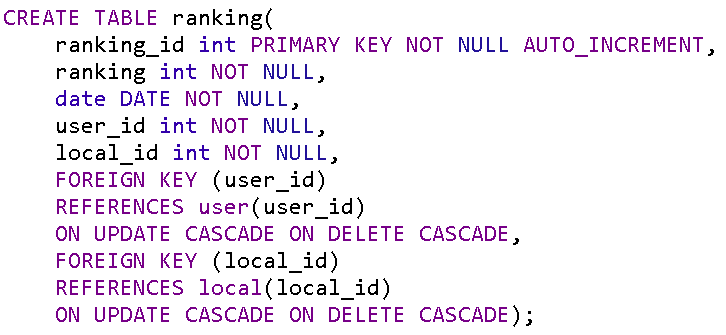 CREATE TABLE ranking(
    ranking_id int PRIMARY KEY NOT NULL AUTO_INCREMENT,
    ranking int NOT NULL,
    date DATE NOT NULL,
    user_id int NOT NULL,
    local_id int NOT NULL,
    FOREIGN KEY (user_id)
    REFERENCES user(user_id)
    ON UPDATE CASCADE ON DELETE CASCADE,
    FOREIGN KEY (local_id)
    REFERENCES local(local_id)
    ON UPDATE CASCADE ON DELETE CASCADE);